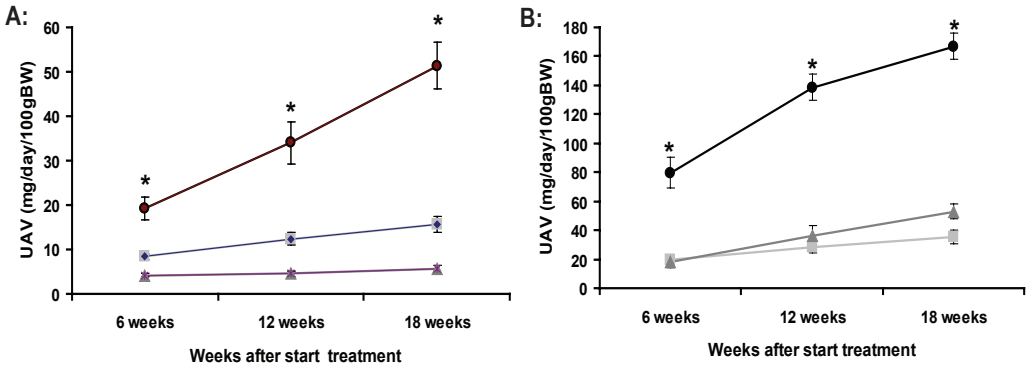 A:
60
50
40
30
20
10
0
UAV (mg/day/100gBW)
*
*
*
6 weeks
12 weeks
18 weeks
Weeks after start treatment
B:
180
160
140
120
100
80
60
40
20
0
UAV (mg/day/100gBW)
*
*
*
6 weeks
12 weeks
18 weeks
Weeks after start treatment